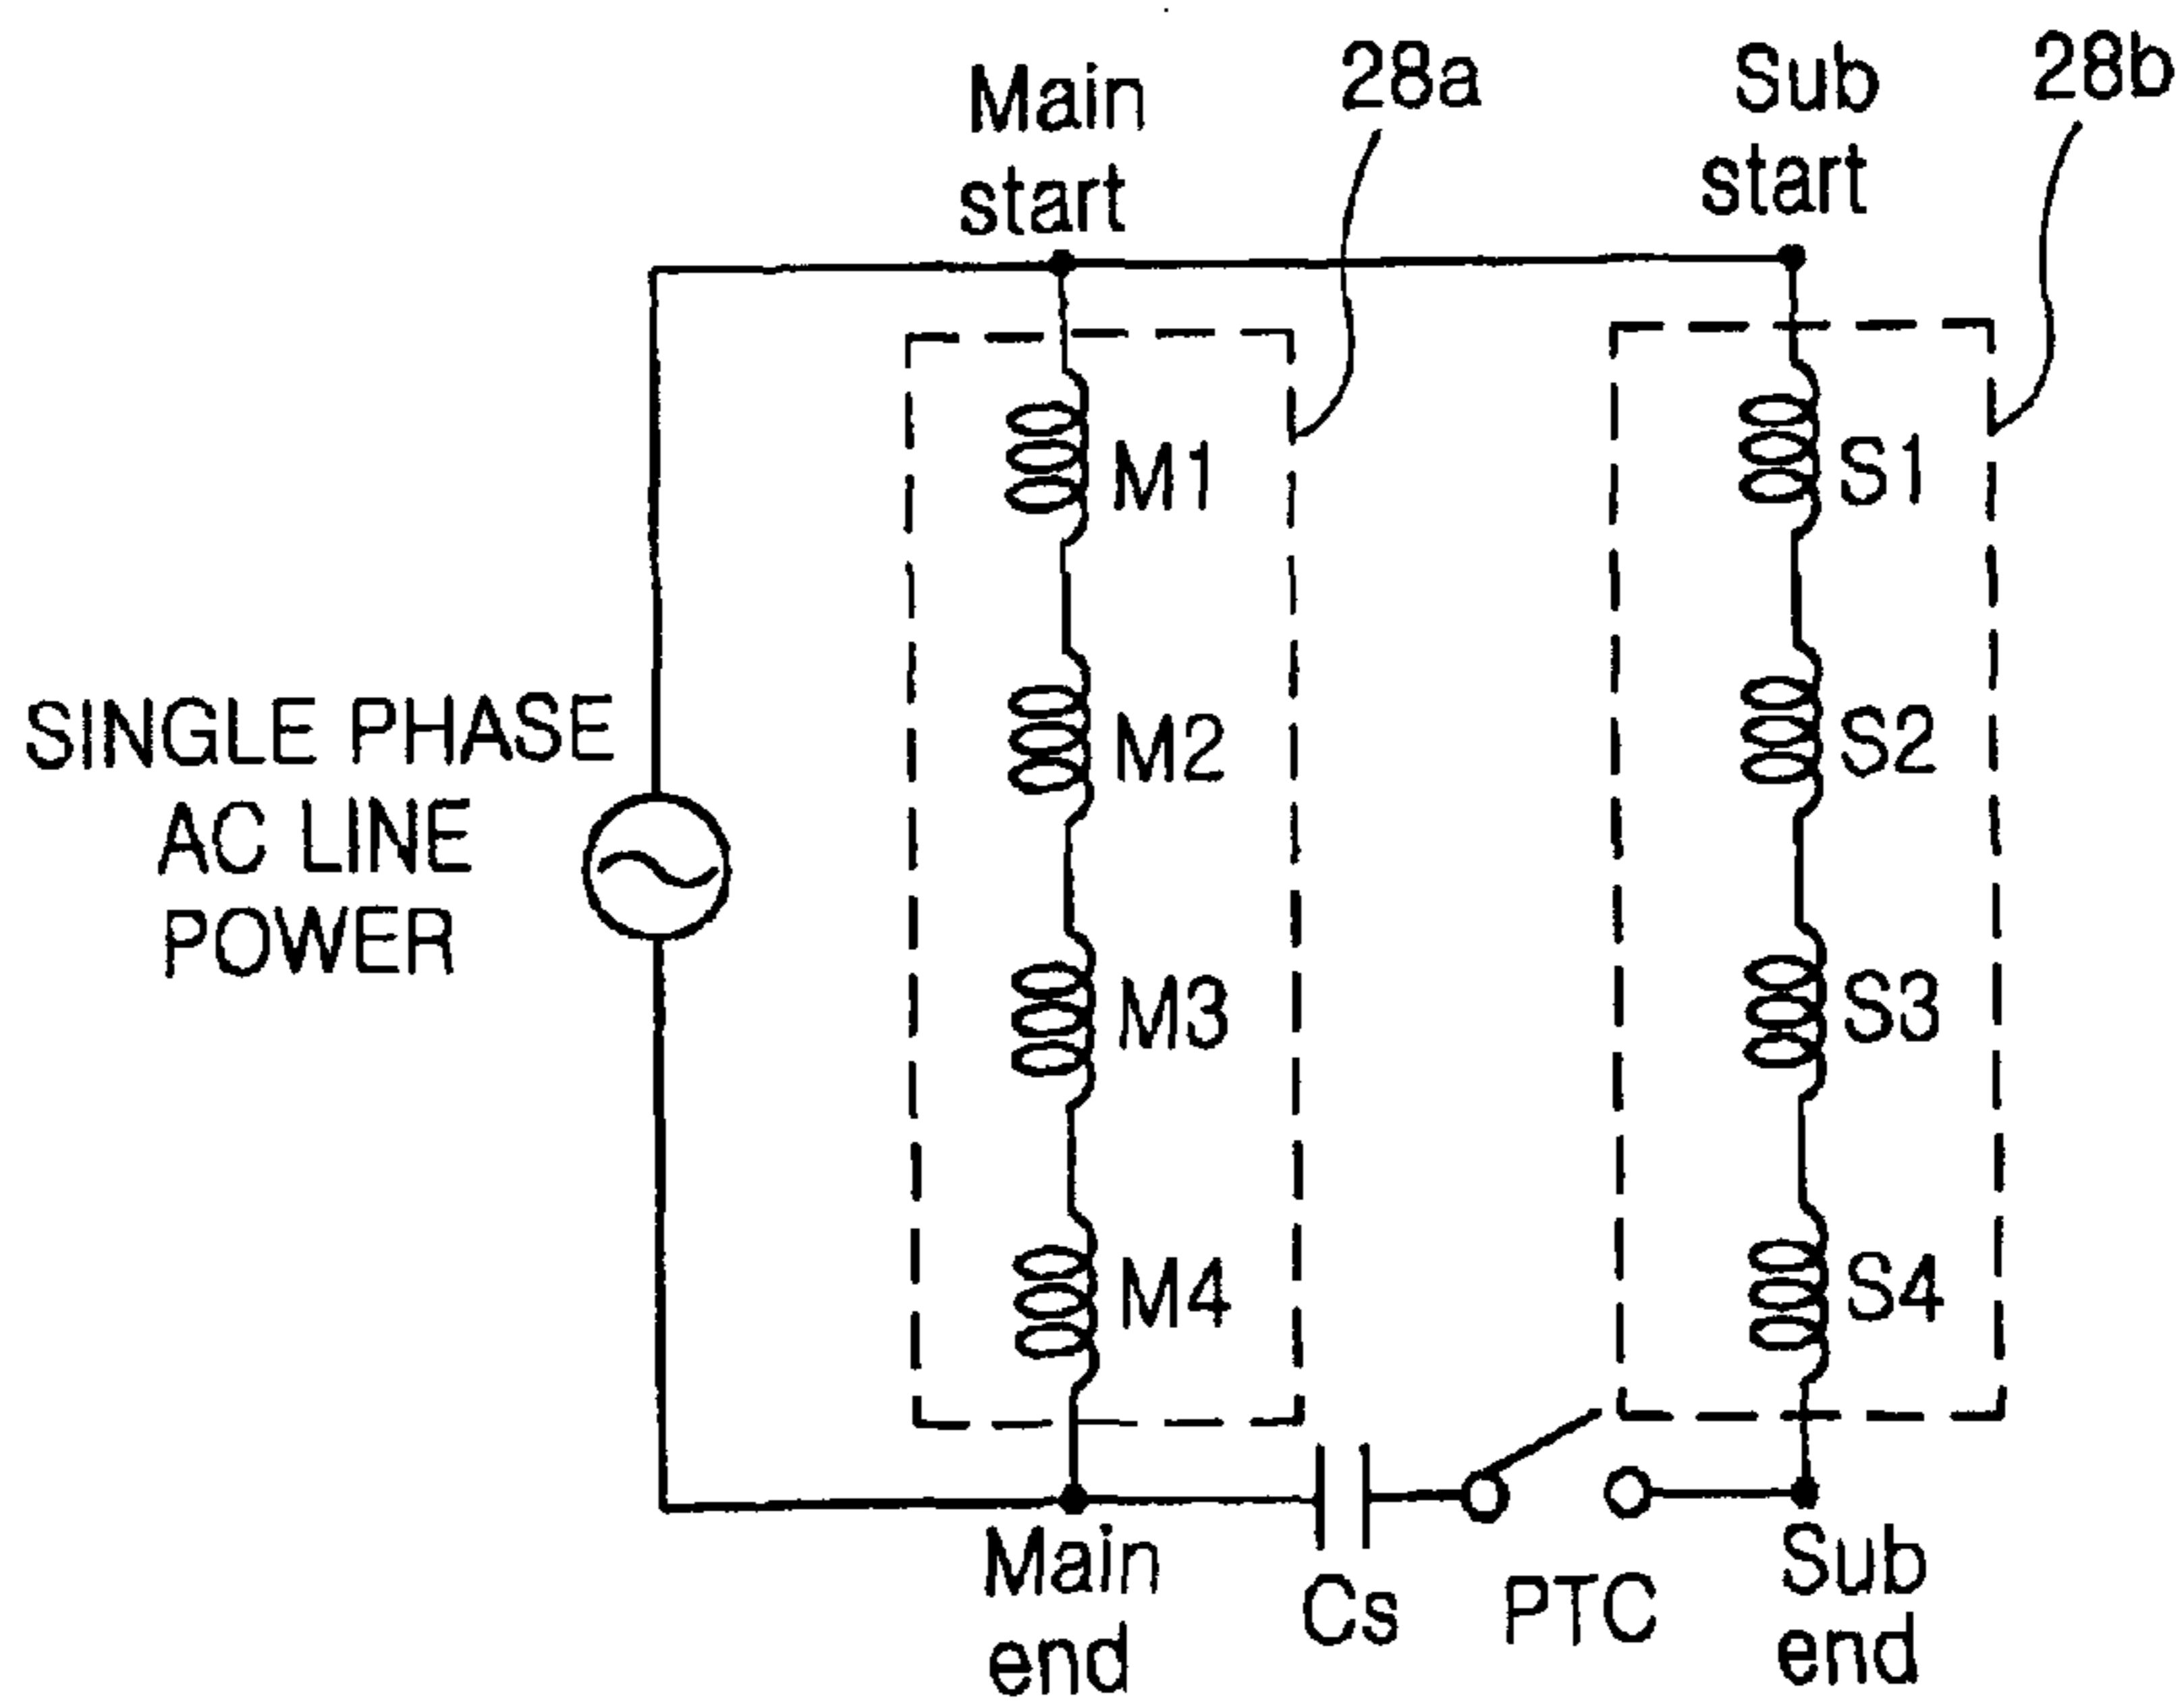 Main
start
28a
Sub
start
28b
M1
S1
SINGLE PHASE
AC LINE
POWER
M2
S2
M3
S3
M4
S4
Main
end
Cs
PTC
Sub
end